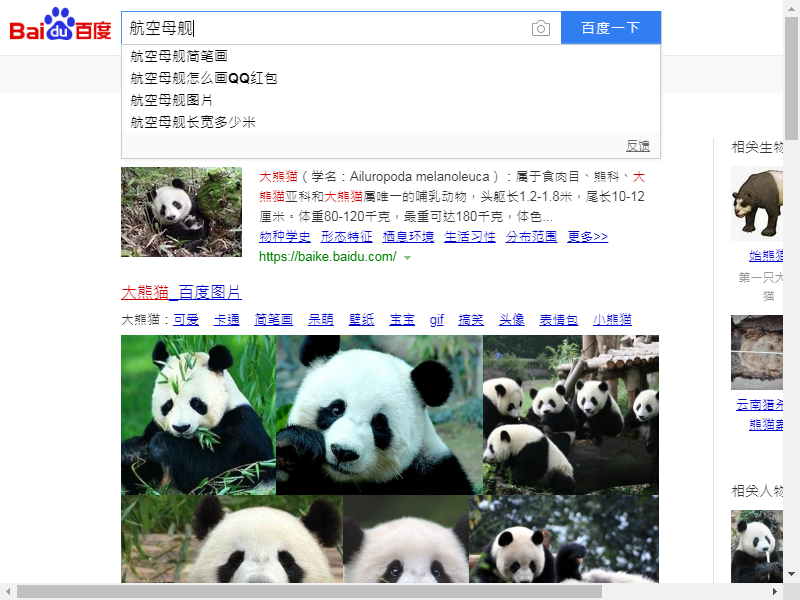 Bai du 百度
航空母舰
百度一下
航空母舰简笔画
航空母舰怎么画QQ红包
航空母舰图片
航空母舰长宽多少米
反馈
大熊猫（学名：Ailuropoda melanoleuca）：属于食肉目、熊科、大
熊猫亚科和大熊猫属唯一的哺乳动物，头躯长1.2-1.8米，尾长10-12
厘米。体重80-120千克，最重可达180千克，体色...
物种学史 形态特征 栖息环境 生活习性 分布范围 更多>>
https://baike.baidu.com/
大熊猫_百度图片
大熊猫：可爱 卡通 简笔画 呆萌 壁纸 宝宝 gif 搞笑 头像 表情包 小熊猫
相关生物
始熊猫
第一只大
猫
云南猎杀
熊猫案
相关人物